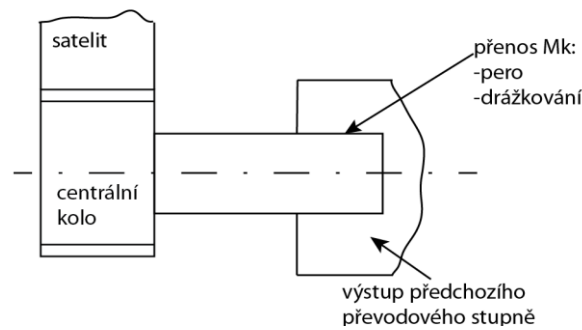 satelit
přenos Mk:
-pero
-drážkování
centrální
kolo
výstup předchozího
převodového stupně